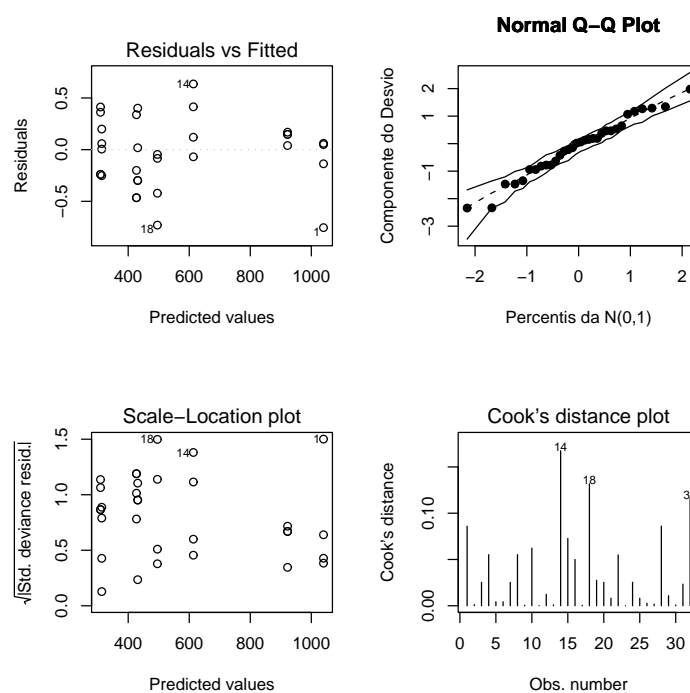 Residuals vs Fitted
Residuals
0.5
0.0
−0.5
14
18
1
400 600 800 1000
Predicted values
Normal Q−Q Plot
Componente do Desvio
2
−1
−3
−2 −1 0 1 2
Percentis da N(0,1)
Scale−Location plot
√|Std. deviance resid.|
1.5
1.0
0.5
0.0
18
14
1
400 600 800 1000
Predicted values
Cook's distance plot
Cook's distance
0.10
0.00
14
18
3
0 5 10 15 20 25 30
Obs. number